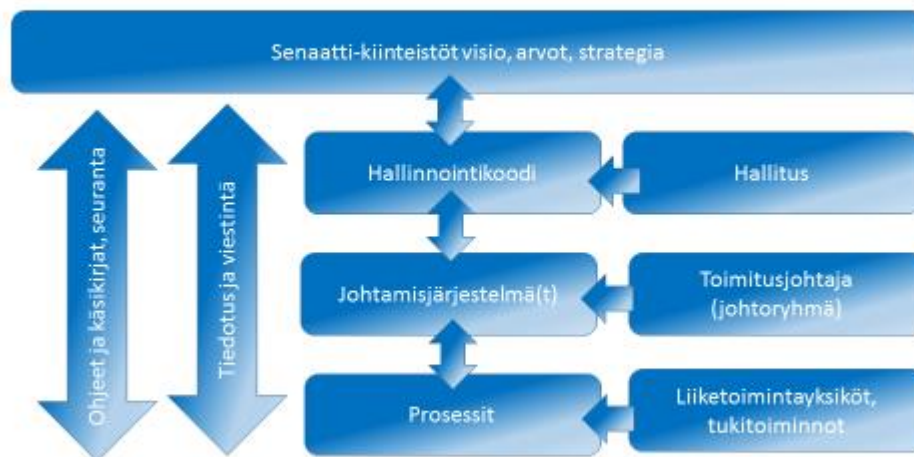 Senaatti-kiinteistöt visio, arvot, strategia
Ohjeet ja käsikirjat, seuranta
Tiedotus ja viestintä
Hallinnointikoodi
Hallitus
Johtamisjärjestelmä(t)
Toimitusjohtaja
(johtoryhmä)
Prosessit
Liiketoimintayksiköt,
tukitoiminnot